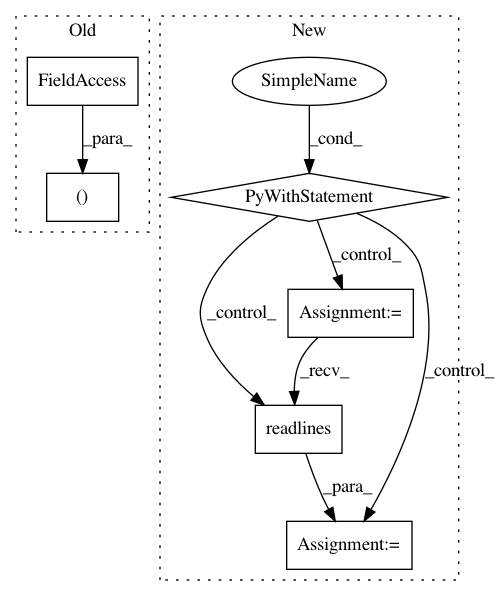 Old
New
FieldAccess
SimpleName
_para_
_cond_
()
PyWithStatement
_control_
_control_
Assignment:=
_control_
_recv_
readlines
_para_
Assignment:=